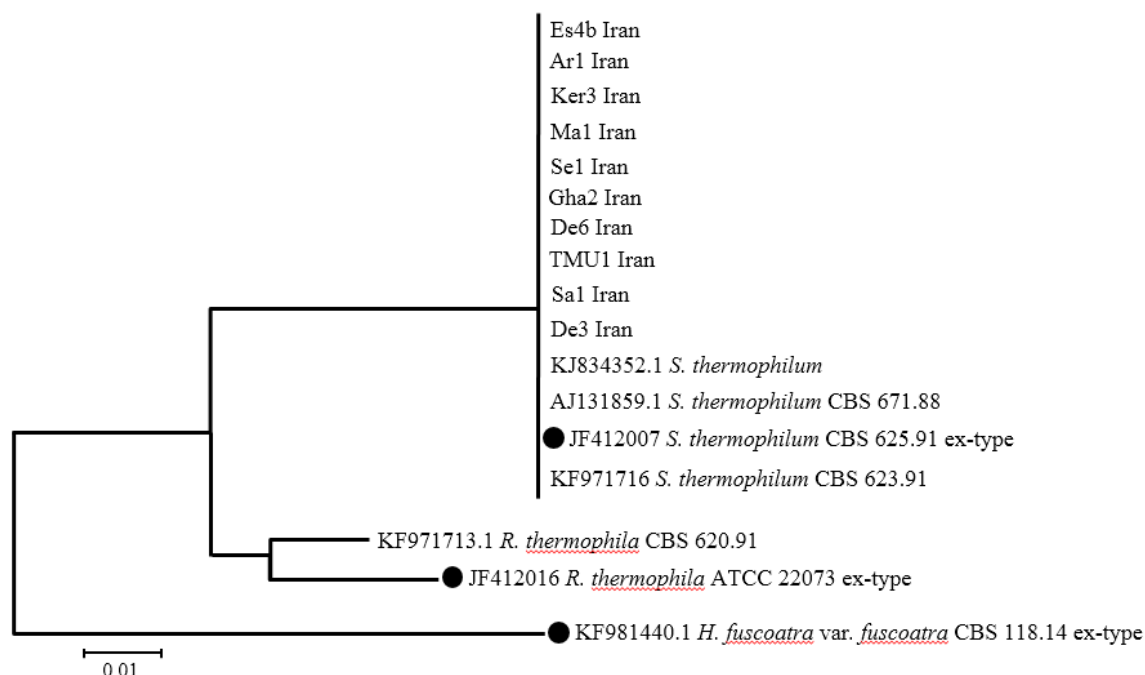 Es4b Iran
Ar1 Iran
Ker3 Iran
Ma1 Iran
Se1 Iran
Gha2 Iran
De6 Iran
TMU1 Iran
Sa1 Iran
De3 Iran
KJ834352.1 S. thermophilum
AJ131859.1 S. thermophilum CBS 671.88
JF412007 S. thermophilum CBS 625.91 ex-type
KF971716 S. thermophilum CBS 623.91
KF971713.1 R. thermophila CBS 620.91
JF412016 R. thermophila ATCC 22073 ex-type
KF981440.1 H. fuscoatra var. fuscoatra CBS 118.14 ex-type
0.01